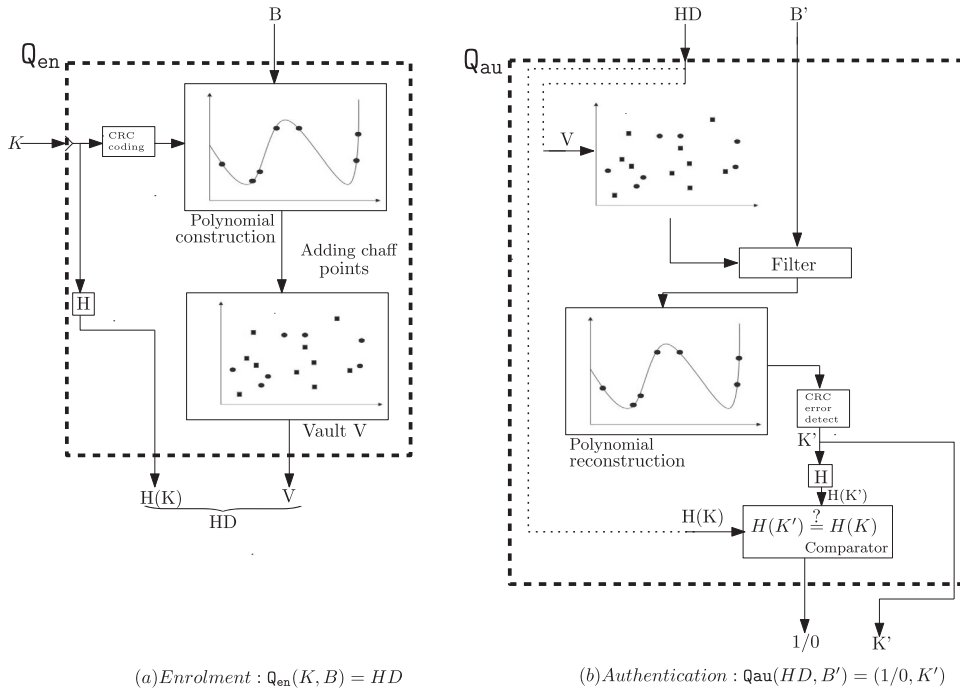 B
Q_en
K
CRC
coding
Polynomial
construction
Adding chaff
points
H
Vault V
H(K)
V
HD
(a)Enrolment : Q_en(K, B) = HD
HD
B'
Q_au
V
Filter
Polynomial
reconstruction
CRC
error
detect
K'
H
H(K')
H(K)
H(K') ?= H(K)
Comparator
1/0
K'
(b)Authentication : Qau(HD, B′) = (1/0, K′)